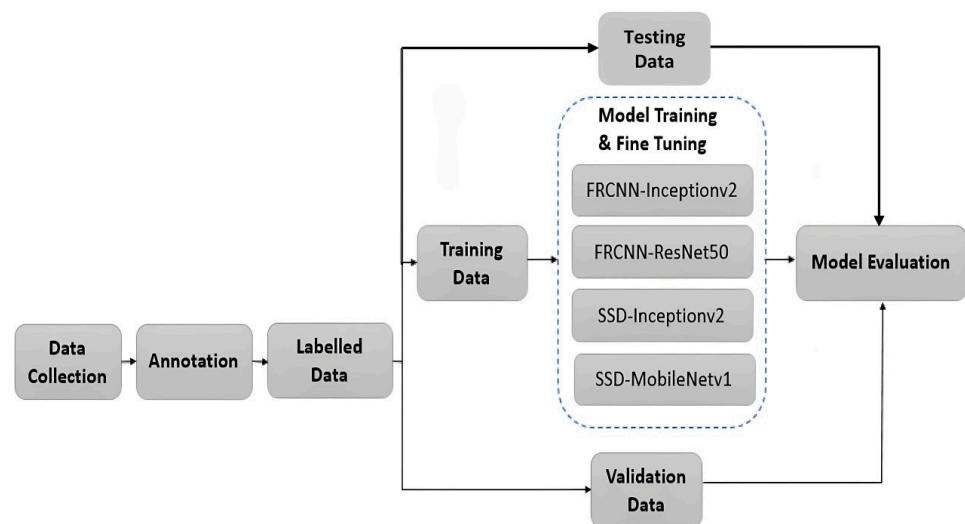 Testing
Data
Model Training
& Fine Tuning
FRCNN-Inceptionv2
Training
Data
FRCNN-ResNet50
Model Evaluation
SSD-Inceptionv2
Data
Collection
Annotation
Labelled
Data
SSD-MobileNetv1
Validation
Data